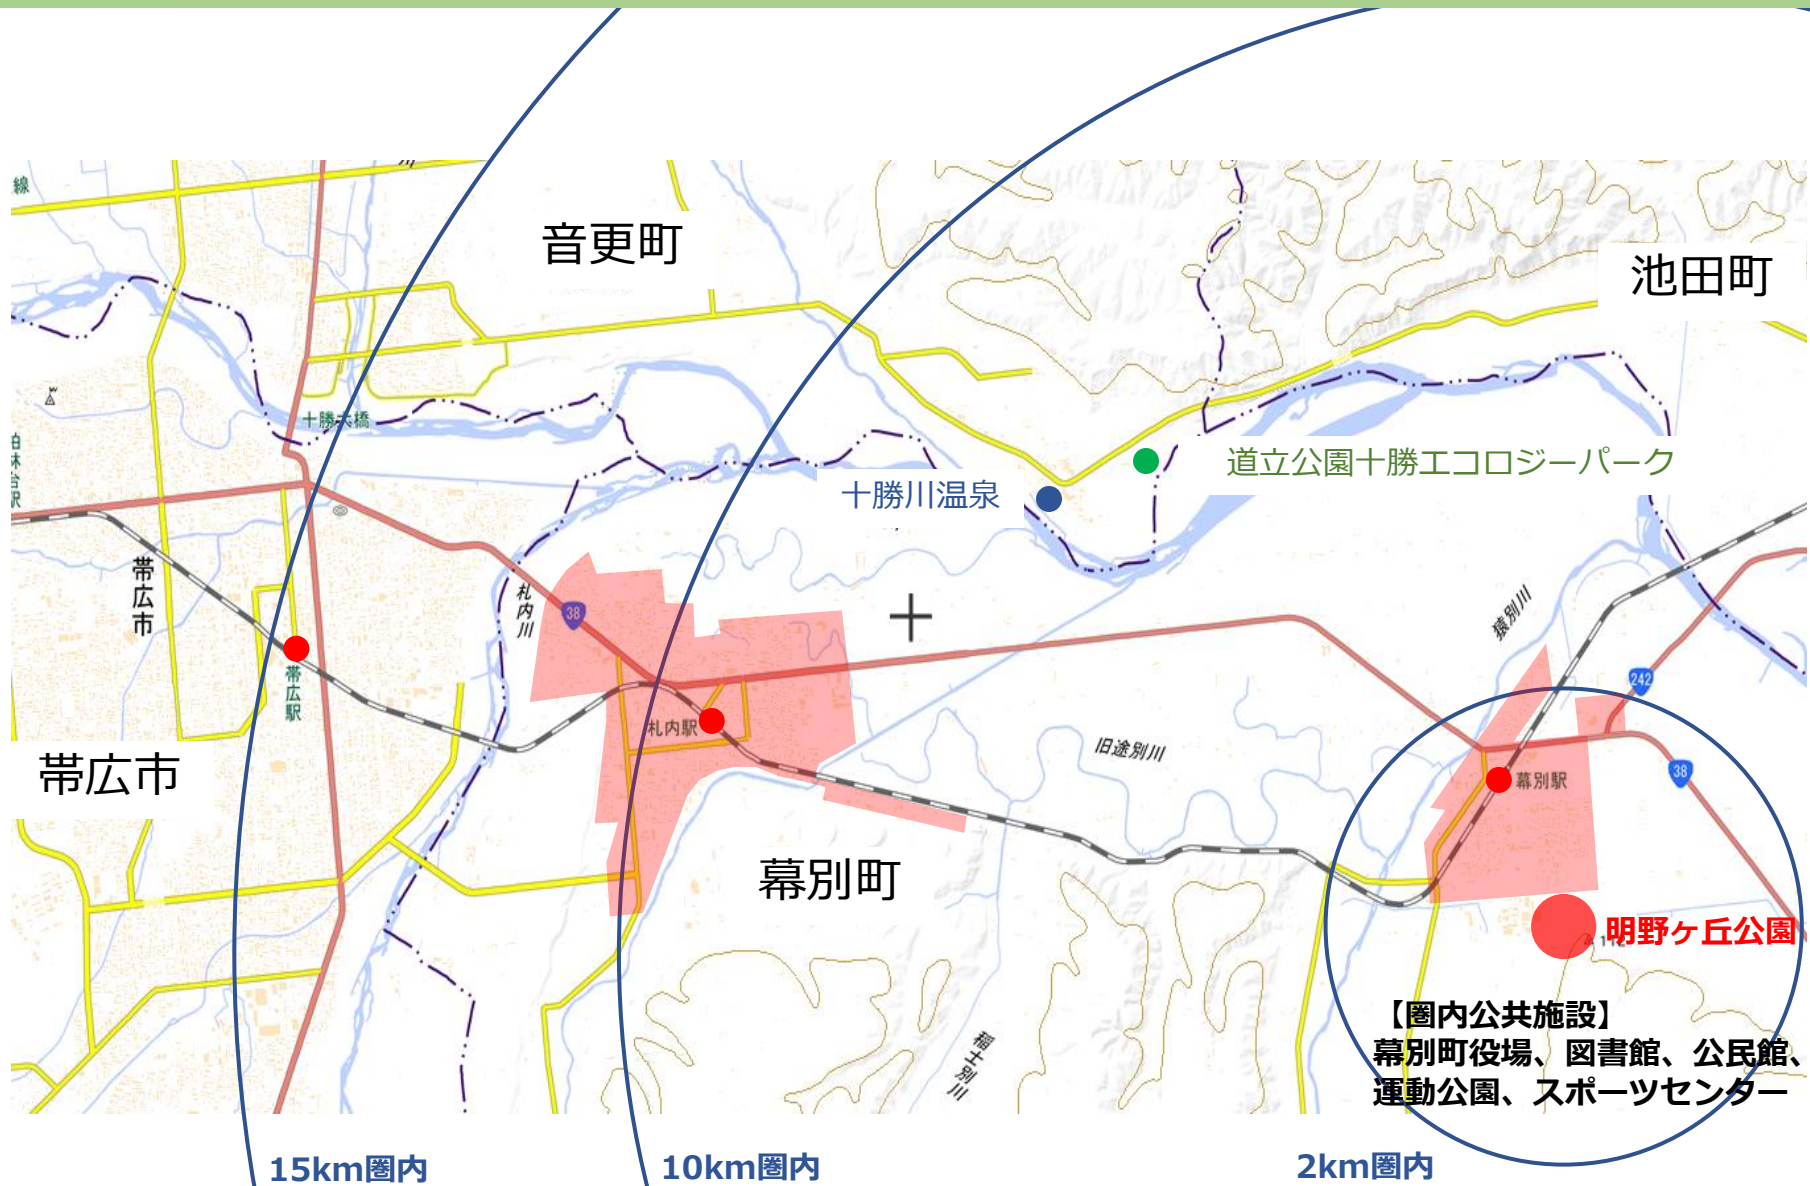 線
音更町
池田町
十勝大橋
柏林台駅
道立公園十勝エコロジーパーク
十勝川温泉
帯広市
札内川
38
猿別川
帯広駅
242
札内駅
旧途別川
38
幕別駅
帯広市
幕別町
明野ヶ丘公園
【圏内公共施設】
幕別町役場、図書館、公民館、
運動公園、スポーツセンター
稲士別川
15km圏内
10km圏内
2km圏内